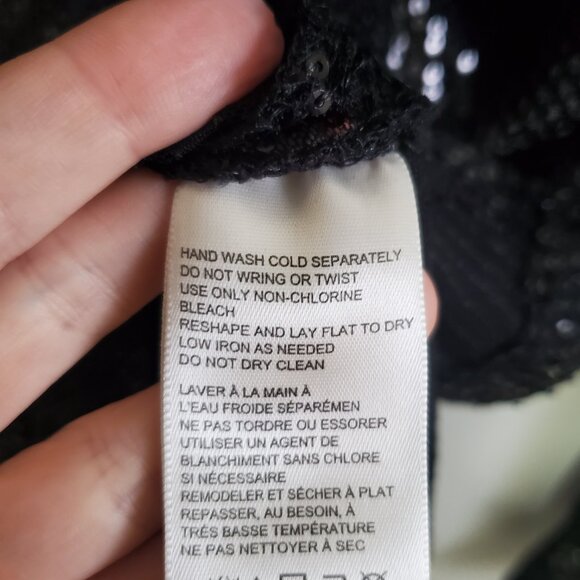 HAND WASH COLD SEPARATELY
DO NOT WRING OR TWIST
USE ONLY NON-CHLORINE
BLEACH
RESHAPE AND LAY FLAT TO DRY
LOW IRON AS NEEDED
DO NOT DRY CLEAN
LAVER À LA MAIN À
L'EAU FROIDE SÉPARÉMEN
NE PAS TORDRE OU ESSORER
UTILISER UN AGENT DE
BLANCHIMENT SANS CHLORE
SI NÉCESSAIRE
REMODELER ET SÉCHER À PLAT
REPASSER, AU BESOIN, À
TRÈS BASSE TEMPÉRATURE
NE PAS NETTOYER À SEC